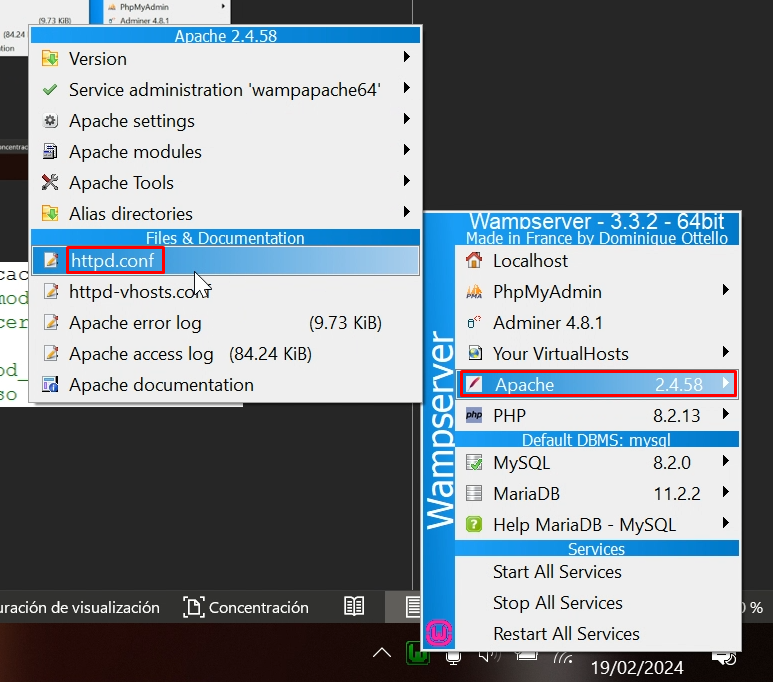 PhpMyAdmin
(9.73 KiB)
Adminer 4.8.1
(84.24
Apache 2.4.58
Version
Service administration 'wampapache64'
Apache settings
Apache modules
Apache Tools
Alias directories
Files & Documentation
httpd.conf
httpd-vhosts.conf
Apache error log (9.73 KiB)
Apache access log (84.24 KiB)
Apache documentation
Wampserver - 3.3.2 - 64bit
Made in France by Dominique Ottello
Wampserver
Localhost
PhpMyAdmin
Adminer 4.8.1
Your VirtualHosts
Apache 2.4.58
PHP 8.2.13
Default DBMS: mysql
MySQL 8.2.0
MariaDB 11.2.2
Help MariaDB - MySQL
Services
Start All Services
Stop All Services
Restart All Services
uración de visualización
Concentración
0 %
19/02/2024